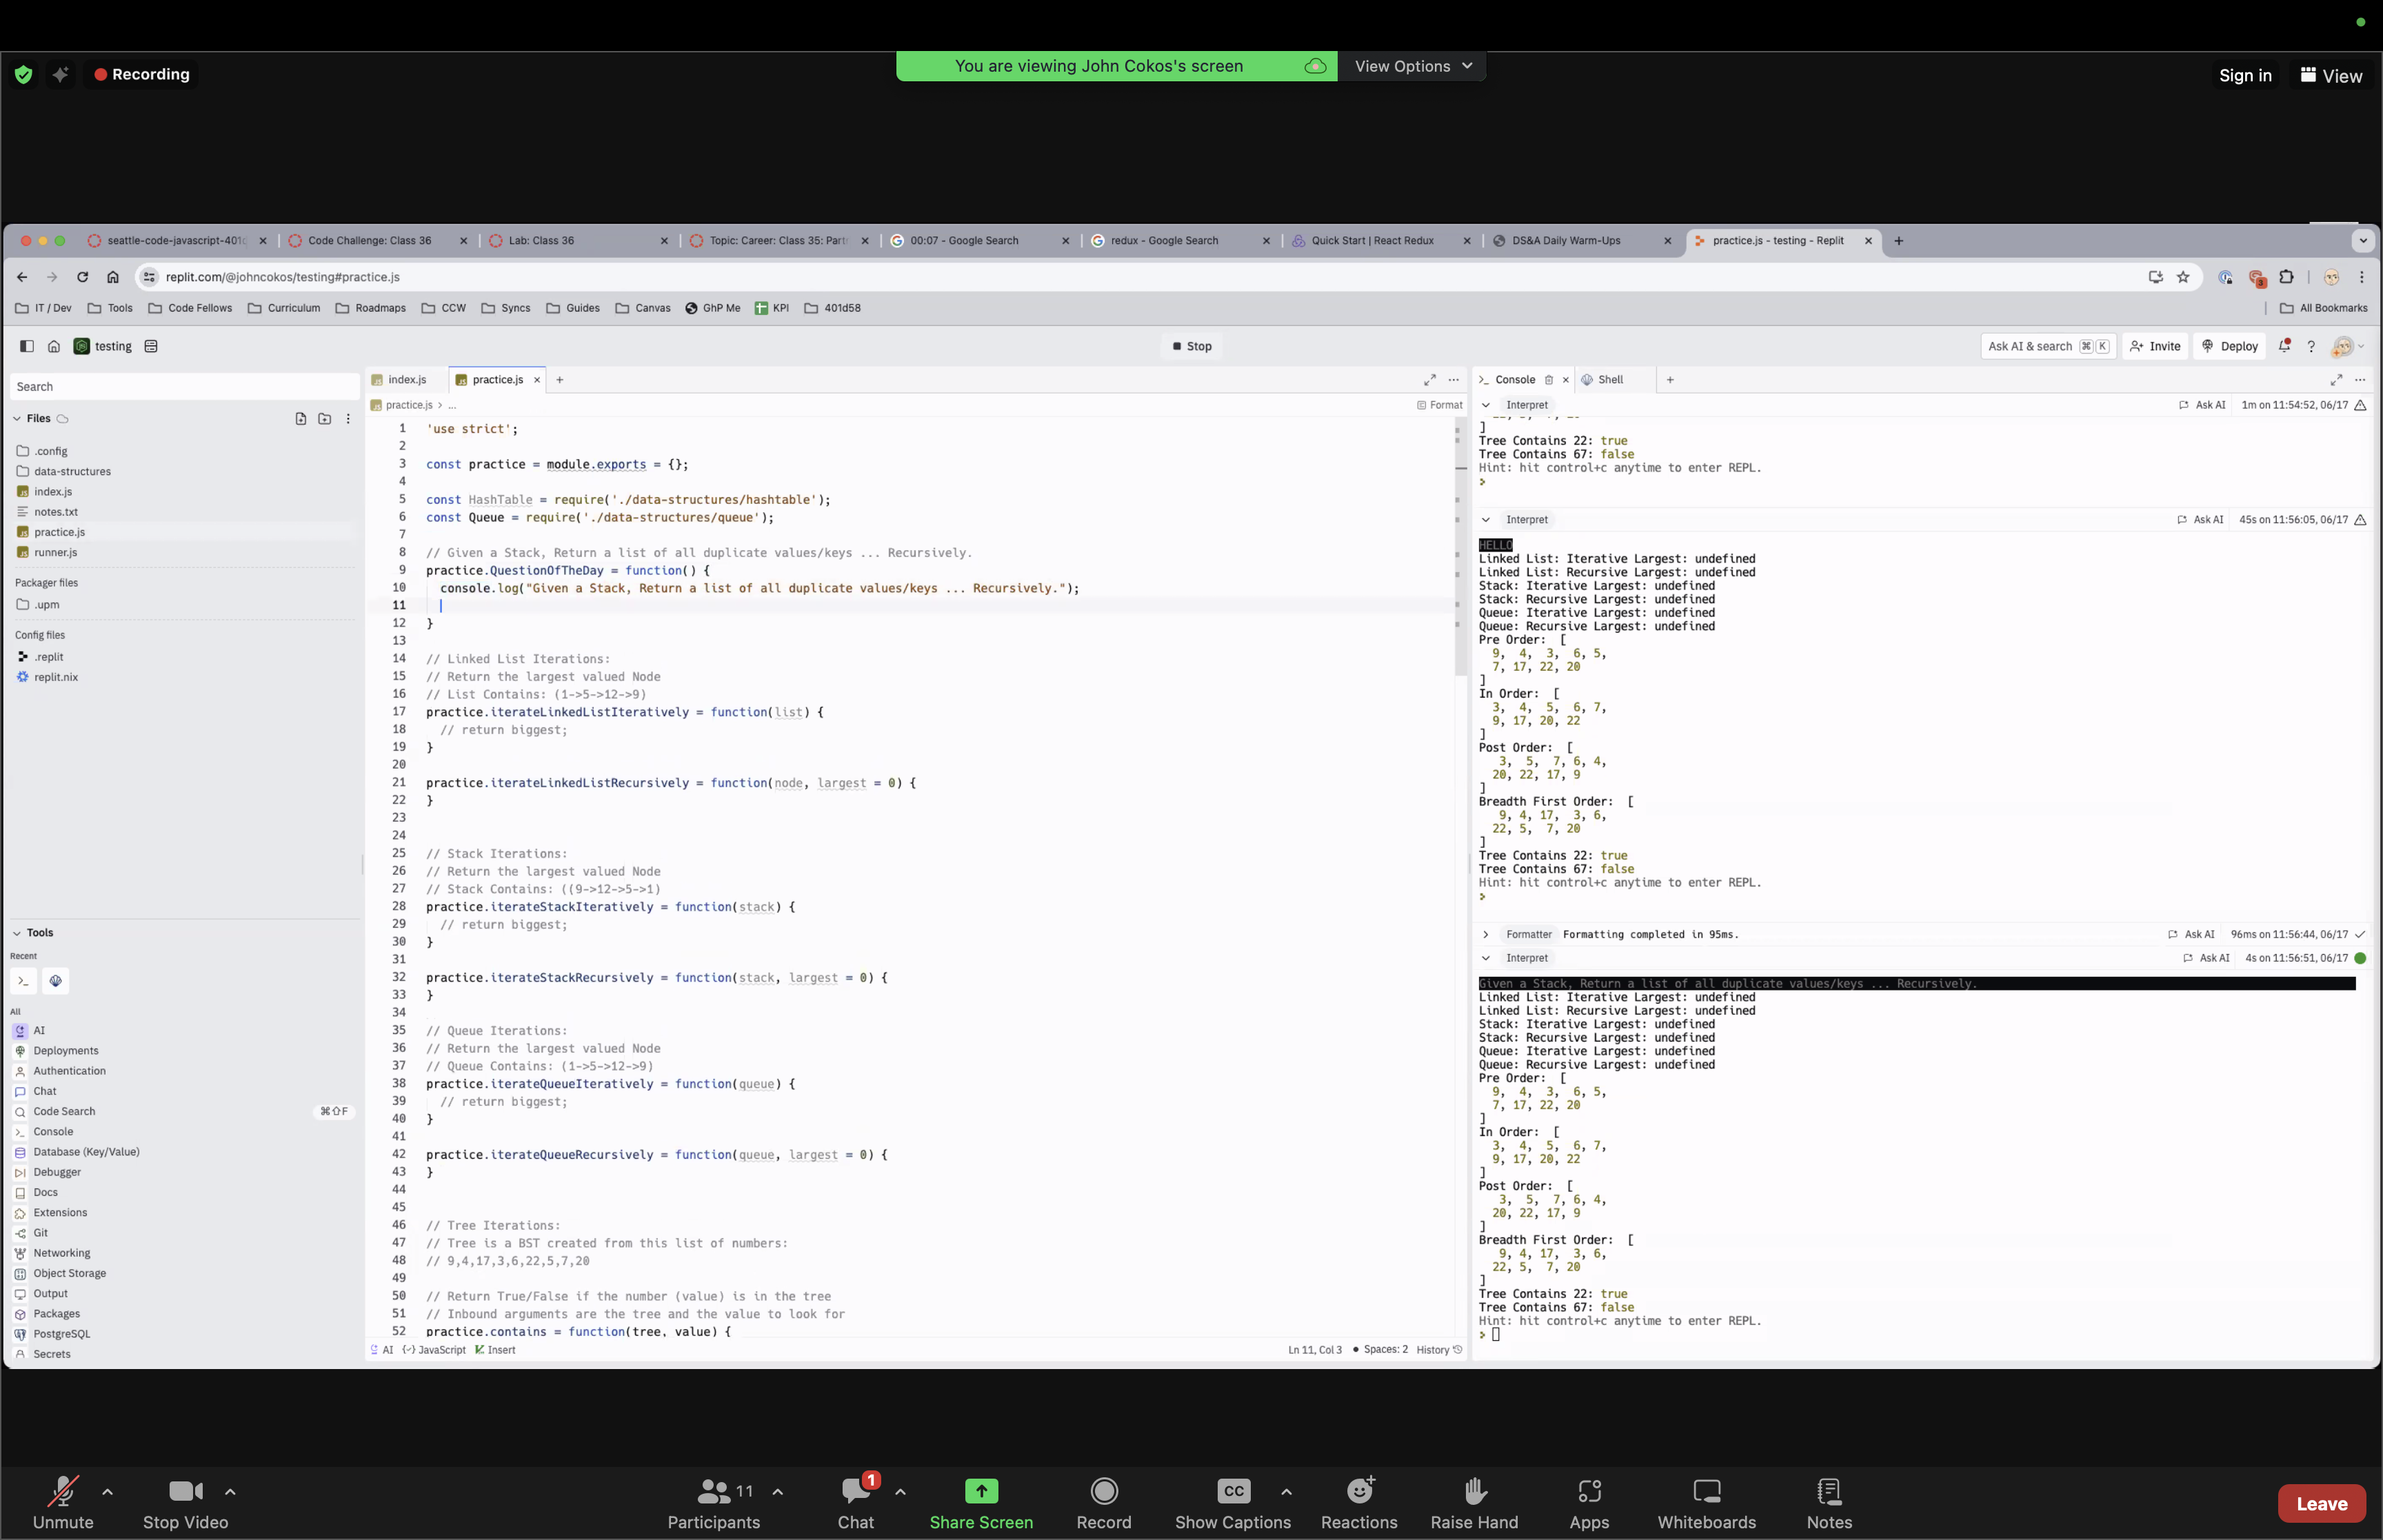 Recording
You are viewing John Cokos's screen
View Options
Sign in
View
seattle-code-javascript-401
Code Challenge: Class 36
Lab: Class 36
Topic: Career: Class 35: Part
00:07 - Google Search
redux - Google Search
Quick Start | React Redux
DS&A Daily Warm-Ups
practice.js - testing - Replit
replit.com/@johncokos/testing#practice.js
3
IT / Dev
Tools
Code Fellows
Curriculum
Roadmaps
CCW
Syncs
Guides
Canvas
GhP Me
KPI
401d58
All Bookmarks
testing
Stop
Ask AI & search ⌘ K
Invite
Deploy
?
Search
Files
.config
data-structures
index.js
notes.txt
practice.js
runner.js
Packager files
.upm
Config files
.replit
replit.nix
Tools
Recent
All
AI
Deployments
Authentication
Chat
Code Search
⌘⇧F
Console
Database (Key/Value)
Debugger
Docs
Extensions
Git
Networking
Object Storage
Output
Packages
PostgreSQL
Secrets
index.js
practice.js
practice.js > ...
Format
1 'use strict';
2
3 const practice = module.exports = {};
4
5 const HashTable = require('./data-structures/hashtable');
6 const Queue = require('./data-structures/queue');
7
8 // Given a Stack, Return a list of all duplicate values/keys ... Recursively.
9 practice.QuestionOfTheDay = function() {
10 console.log("Given a Stack, Return a list of all duplicate values/keys ... Recursively.");
11
12 }
13
14 // Linked List Iterations:
15 // Return the largest valued Node
16 // List Contains: (1->5->12->9)
17 practice.iterateLinkedListIteratively = function(list) {
18 // return biggest;
19 }
20
21 practice.iterateLinkedListRecursively = function(node, largest = 0) {
22 }
23
24
25 // Stack Iterations:
26 // Return the largest valued Node
27 // Stack Contains: ((9->12->5->1)
28 practice.iterateStackIteratively = function(stack) {
29 // return biggest;
30 }
31
32 practice.iterateStackRecursively = function(stack, largest = 0) {
33 }
34
35 // Queue Iterations:
36 // Return the largest valued Node
37 // Queue Contains: (1->5->12->9)
38 practice.iterateQueueIteratively = function(queue) {
39 // return biggest;
40 }
41
42 practice.iterateQueueRecursively = function(queue, largest = 0) {
43 }
44
45
46 // Tree Iterations:
47 // Tree is a BST created from this list of numbers:
48 // 9,4,17,3,6,22,5,7,20
49
50 // Return True/False if the number (value) is in the tree
51 // Inbound arguments are the tree and the value to look for
52 practice.contains = function(tree, value) {
AI
JavaScript
Insert
Ln 11, Col 3
Spaces: 2
History
Console
Shell
Interpret
Ask AI
1m on 11:54:52, 06/17
]
Tree Contains 22: true
Tree Contains 67: false
Hint: hit control+c anytime to enter REPL.
Interpret
Ask AI
45s on 11:56:05, 06/17
HELLO
Linked List: Iterative Largest: undefined
Linked List: Recursive Largest: undefined
Stack: Iterative Largest: undefined
Stack: Recursive Largest: undefined
Queue: Iterative Largest: undefined
Queue: Recursive Largest: undefined
Pre Order: [
9, 4, 3, 6, 5,
7, 17, 22, 20
]
In Order: [
3, 4, 5, 6, 7,
9, 17, 20, 22
]
Post Order: [
3, 5, 7, 6, 4,
20, 22, 17, 9
]
Breadth First Order: [
9, 4, 17, 3, 6,
22, 5, 7, 20
]
Tree Contains 22: true
Tree Contains 67: false
Hint: hit control+c anytime to enter REPL.
Formatter
Formatting completed in 95ms.
Ask AI
96ms on 11:56:44, 06/17
Interpret
Ask AI
4s on 11:56:51, 06/17
Given a Stack, Return a list of all duplicate values/keys ... Recursively.
Linked List: Iterative Largest: undefined
Linked List: Recursive Largest: undefined
Stack: Iterative Largest: undefined
Stack: Recursive Largest: undefined
Queue: Iterative Largest: undefined
Queue: Recursive Largest: undefined
Pre Order: [
9, 4, 3, 6, 5,
7, 17, 22, 20
]
In Order: [
3, 4, 5, 6, 7,
9, 17, 20, 22
]
Post Order: [
3, 5, 7, 6, 4,
20, 22, 17, 9
]
Breadth First Order: [
9, 4, 17, 3, 6,
22, 5, 7, 20
]
Tree Contains 22: true
Tree Contains 67: false
Hint: hit control+c anytime to enter REPL.
Unmute
Stop Video
11
Participants
1
Chat
Share Screen
Record
CC
Show Captions
Reactions
Raise Hand
Apps
Whiteboards
Notes
Leave